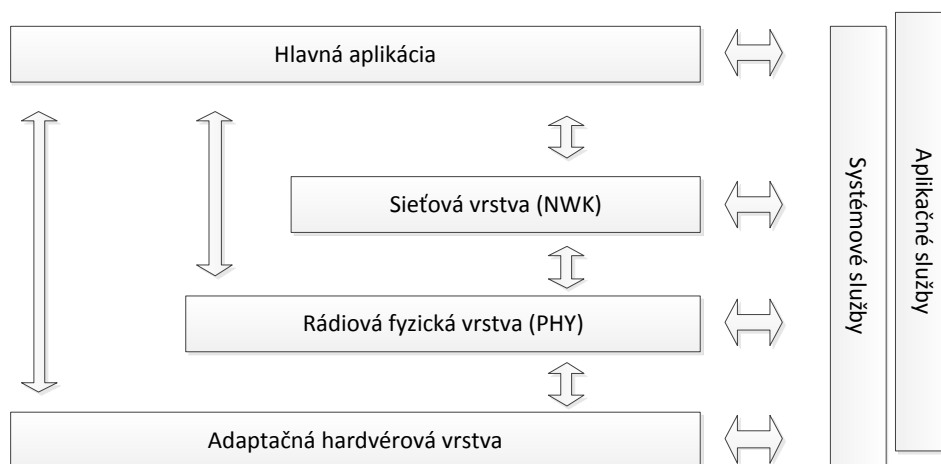 Hlavná aplikácia
Sieťová vrstva (NWK)
Rádiová fyzická vrstva (PHY)
Adaptačná hardvérová vrstva
Systémové služby
Aplikačné služby